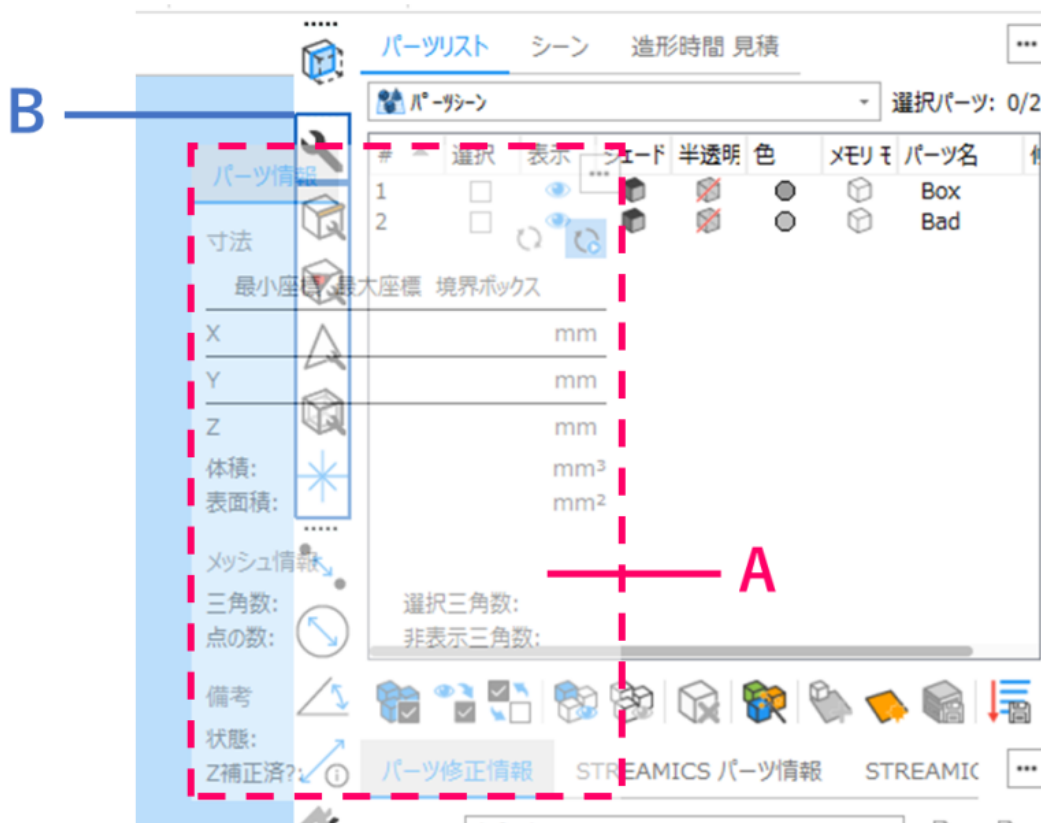 パーツリスト シーン 造形時間 見積
B
パーツシーン 選択パーツ: 0/2
# 選択 表示 シェード 半透明 色 メモリ モ パーツ名
パーツ情報
1 Box
2 Bad
寸法
最小座標 最大座標 境界ボックス
X mm
Y mm
Z mm
体積: mm³
表面積: mm²
メッシュ情報
A
三角数: 選択三角数:
点の数: 非表示三角数:
備考
状態:
Z補正済?:
パーツ修正情報 STREAMICS パーツ情報 STREAMIC